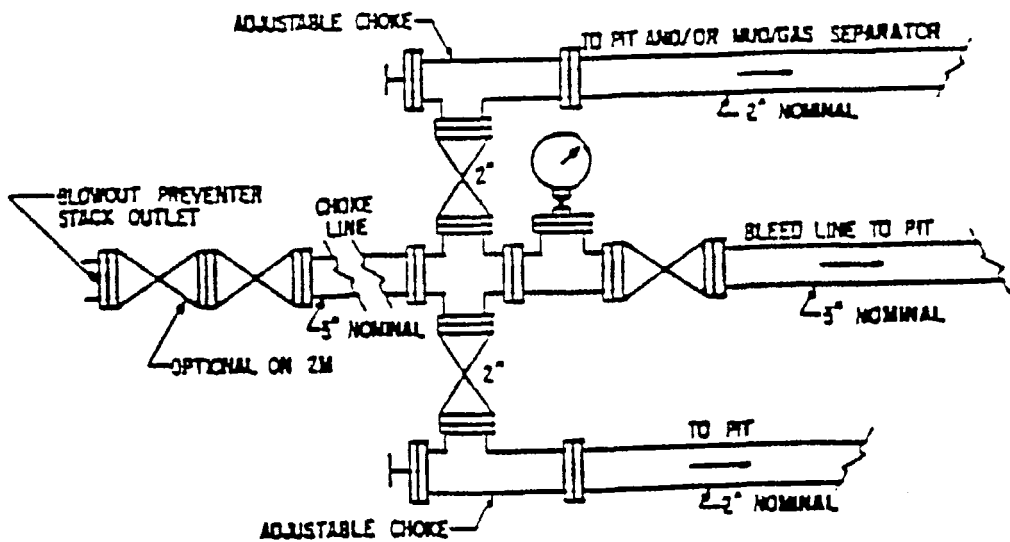 ADJUSTABLE CHOKE
TO PIT AND/OR MUD/GAS SEPARATOR
2" NOMINAL
2"
BLOWOUT PREVENTER
STACK OUTLET
CHOKE
LINE
BLEED LINE TO PIT
3" NOMINAL
3" NOMINAL
OPTIONAL ON 2M
2"
TO PIT
2" NOMINAL
ADJUSTABLE CHOKE